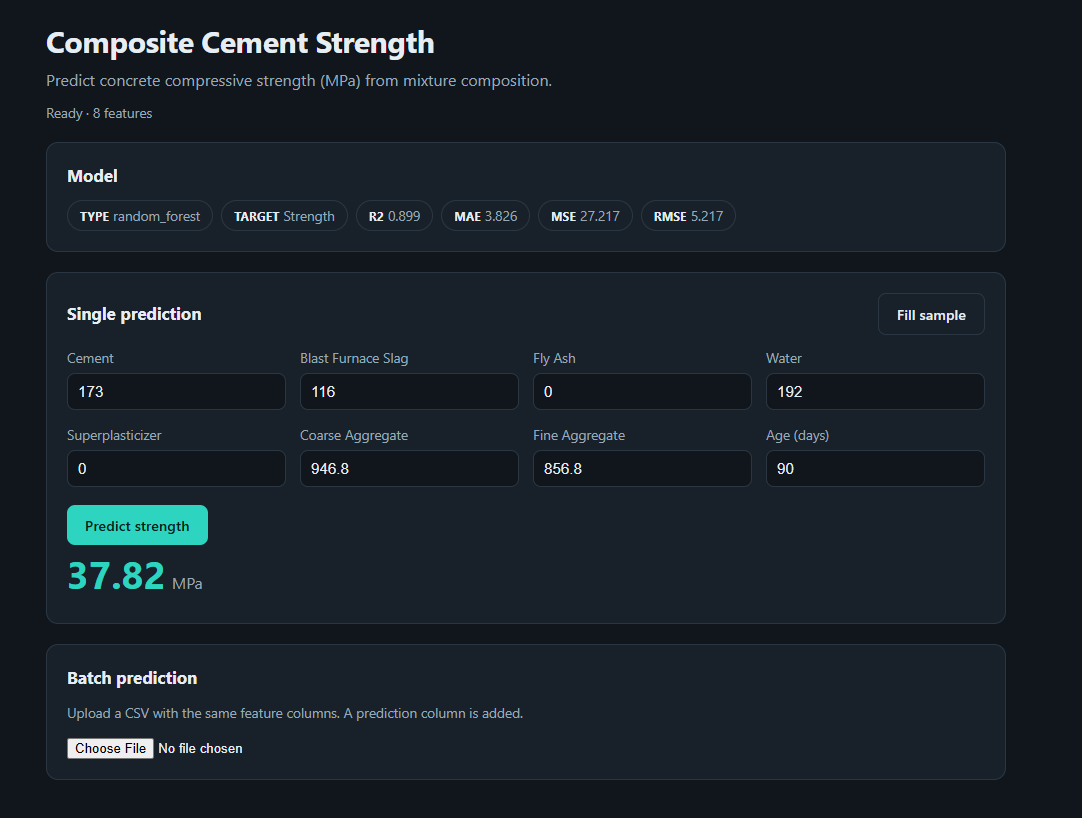 Composite Cement Strength
Predict concrete compressive strength (MPa) from mixture composition.
Ready · 8 features
Model
TYPE random_forest TARGET Strength R2 0.899 MAE 3.826 MSE 27.217 RMSE 5.217
Single prediction Fill sample
Cement Blast Furnace Slag Fly Ash Water
173 116 0 192
Superplasticizer Coarse Aggregate Fine Aggregate Age (days)
0 946.8 856.8 90
Predict strength
37.82 MPa
Batch prediction
Upload a CSV with the same feature columns. A prediction column is added.
Choose File No file chosen